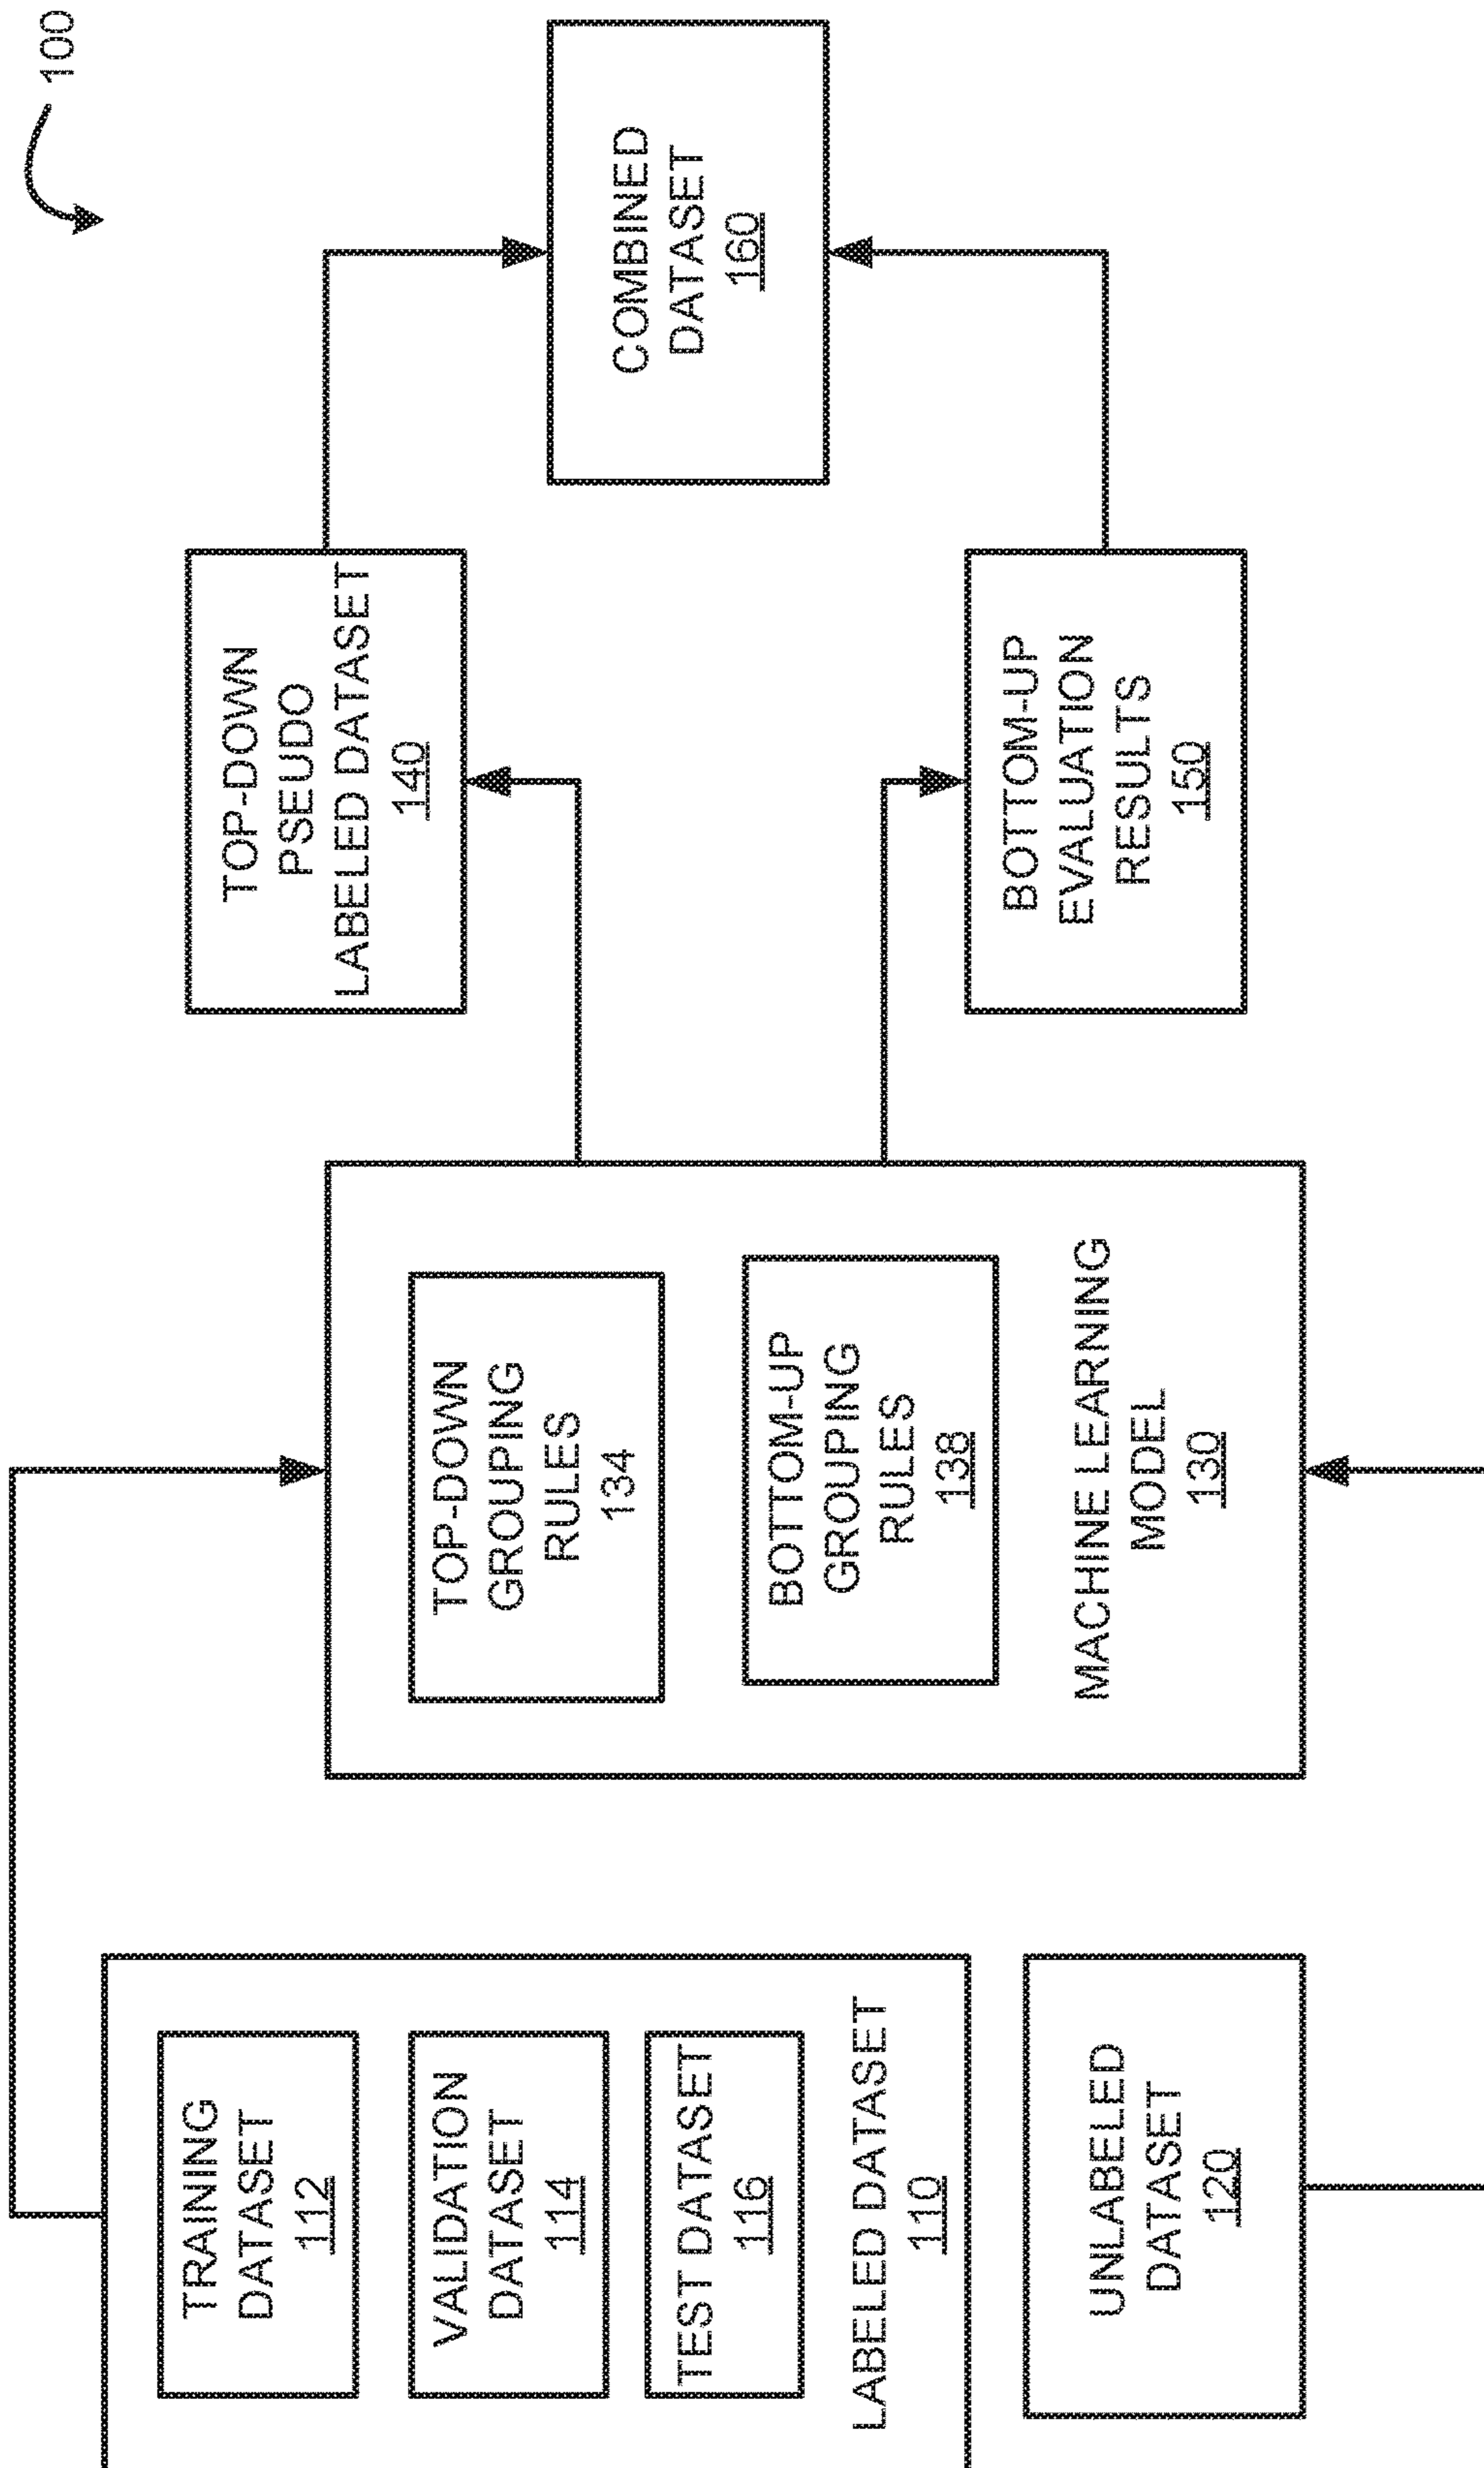 100
TRAINING
DATASET
112
VALIDATION
DATASET
114
TEST DATASET
116
LABELED DATASET
110
UNLABELED
DATASET
120
TOP-DOWN
GROUPING
RULES
134
BOTTOM-UP
GROUPING
RULES
138
MACHINE LEARNING
MODEL
130
TOP-DOWN
PSEUDO
LABELED DATASET
140
BOTTOM-UP
EVALUATION
RESULTS
150
COMBINED
DATASET
160